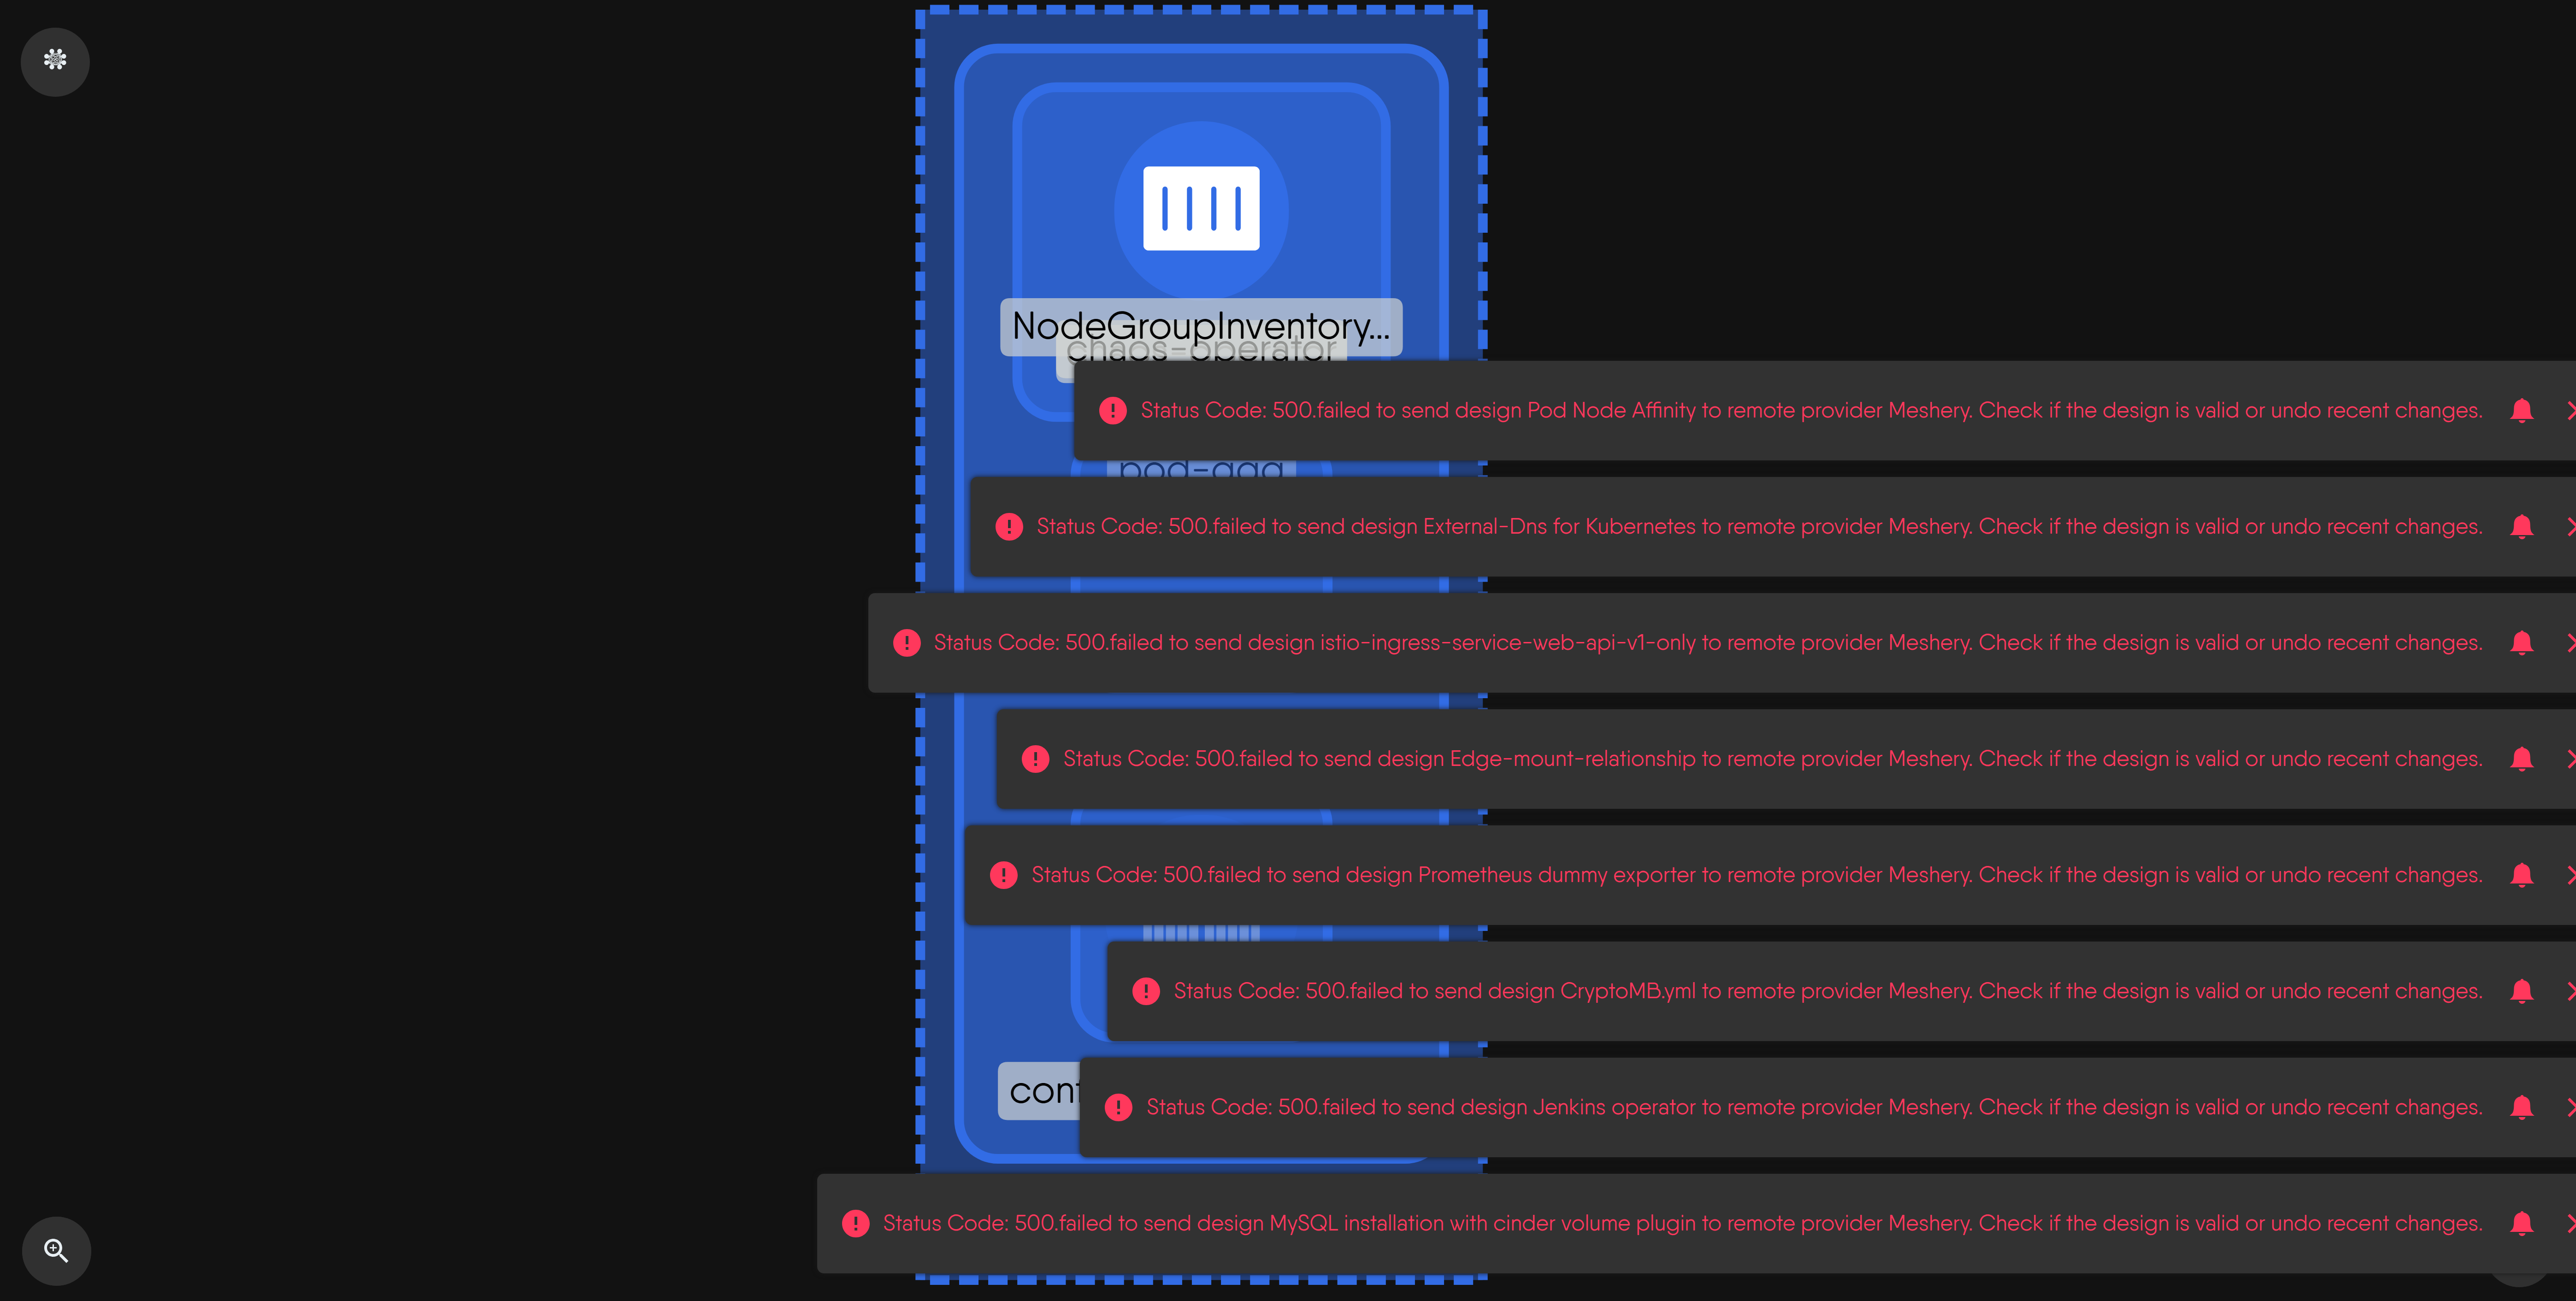 NodeGroupInventory...
chaos-operator
Status Code: 500.failed to send design Pod Node Affinity to remote provider Meshery. Check if the design is valid or undo recent changes.
Status Code: 500.failed to send design External-Dns for Kubernetes to remote provider Meshery. Check if the design is valid or undo recent changes.
Status Code: 500.failed to send design istio-ingress-service-web-api-v1-only to remote provider Meshery. Check if the design is valid or undo recent changes.
Status Code: 500.failed to send design Edge-mount-relationship to remote provider Meshery. Check if the design is valid or undo recent changes.
Status Code: 500.failed to send design Prometheus dummy exporter to remote provider Meshery. Check if the design is valid or undo recent changes.
Status Code: 500.failed to send design CryptoMB.yml to remote provider Meshery. Check if the design is valid or undo recent changes.
Status Code: 500.failed to send design Jenkins operator to remote provider Meshery. Check if the design is valid or undo recent changes.
Status Code: 500.failed to send design MySQL installation with cinder volume plugin to remote provider Meshery. Check if the design is valid or undo recent changes.